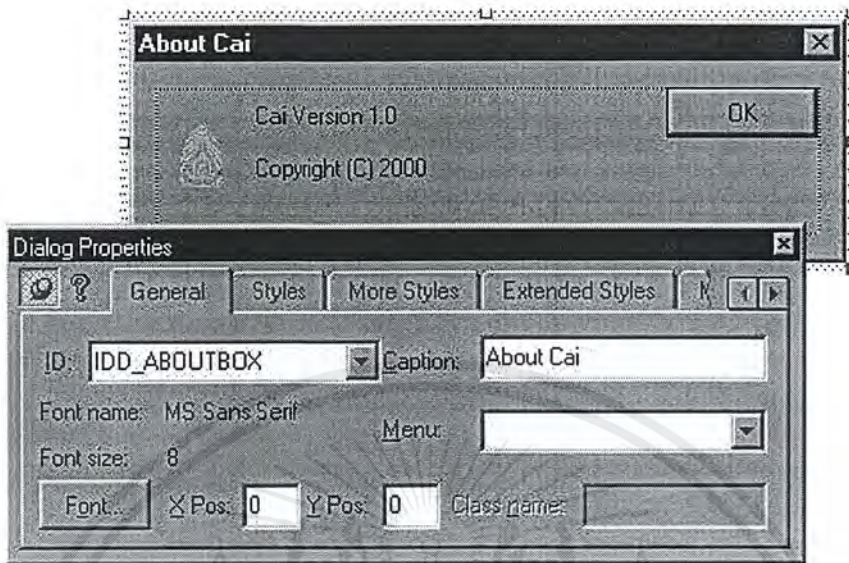 About Cai
Cai Version 1.0
OK
Copyright (C) 2000
Dialog Properties
General Styles More Styles Extended Styles
ID: IDD_ABOUTBOX Caption: About Cai
Font name: MS Sans Serif
Menu:
Font size: 8
Font... X Pos: 0 Y Pos: 0 Class name: